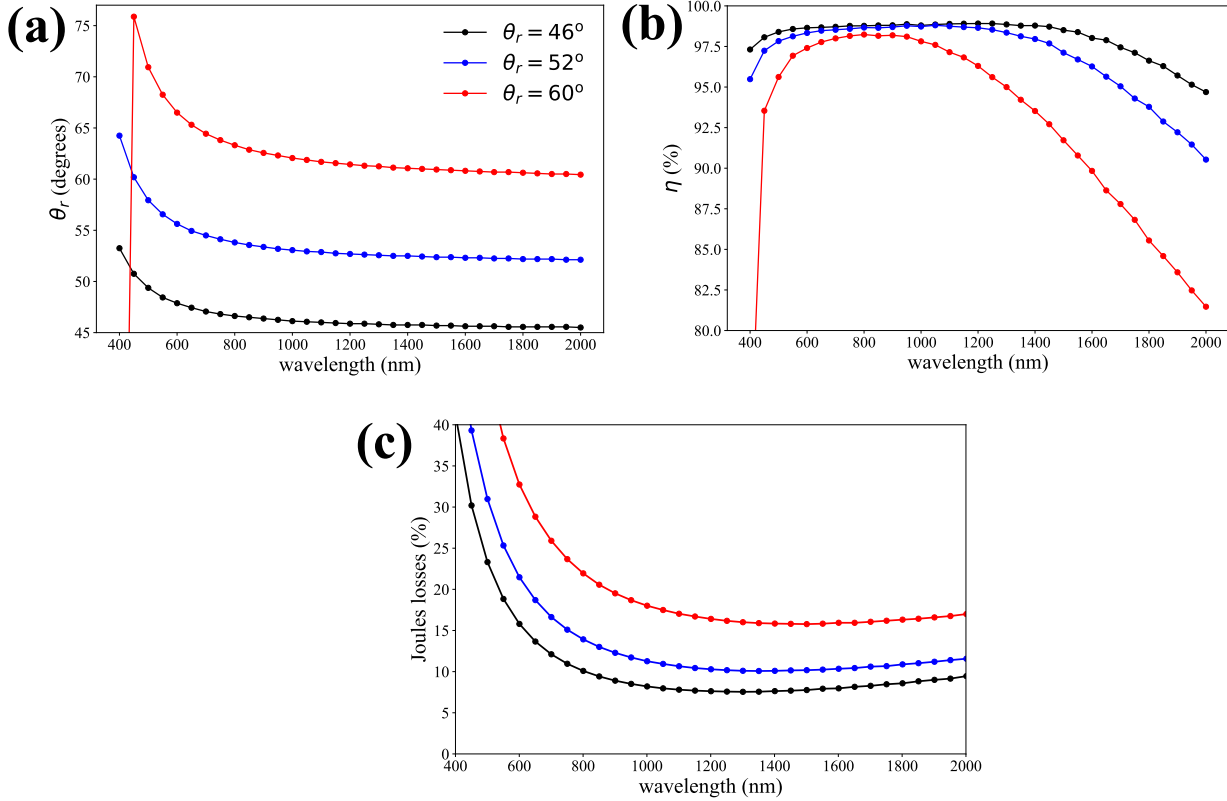 (a)
75
70
65
60
55
50
45
θr (degrees)
400 600 800 1000 1200 1400 1600 1800 2000
wavelength (nm)
θr = 46°
θr = 52°
θr = 60°
(b)
100.0
97.5
95.0
92.5
90.0
87.5
85.0
82.5
80.0
η (%)
400 600 800 1000 1200 1400 1600 1800 2000
wavelength (nm)
(c)
40
35
30
25
20
15
10
5
0
Joules losses (%)
400 600 800 1000 1200 1400 1600 1800 2000
wavelength (nm)